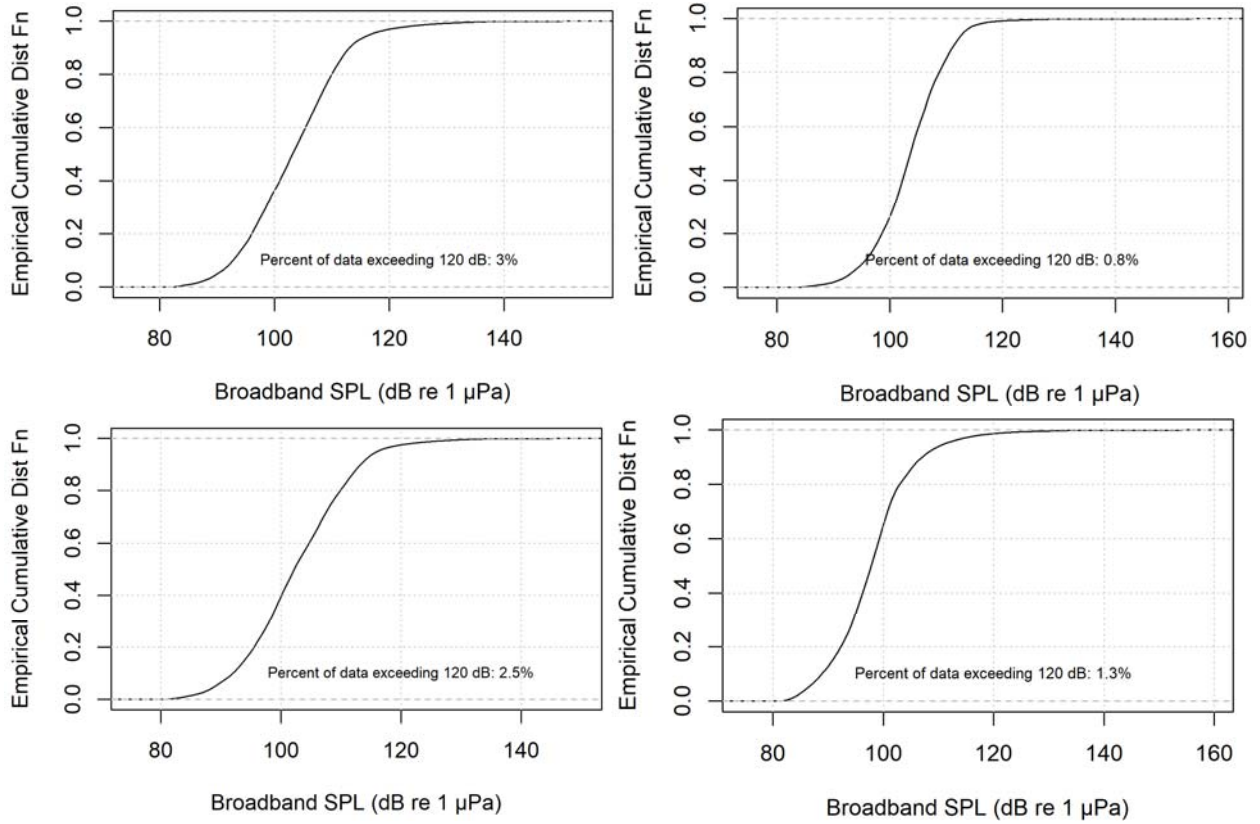 Empirical Cumulative Dist Fn
0.0 0.2 0.4 0.6 0.8 1.0
Percent of data exceeding 120 dB: 3%
80 100 120 140
Broadband SPL (dB re 1 µPa)
Empirical Cumulative Dist Fn
0.0 0.2 0.4 0.6 0.8 1.0
Percent of data exceeding 120 dB: 0.8%
80 100 120 140 160
Broadband SPL (dB re 1 µPa)
Empirical Cumulative Dist Fn
0.0 0.2 0.4 0.6 0.8 1.0
Percent of data exceeding 120 dB: 2.5%
80 100 120 140
Broadband SPL (dB re 1 µPa)
Empirical Cumulative Dist Fn
0.0 0.2 0.4 0.6 0.8 1.0
Percent of data exceeding 120 dB: 1.3%
80 100 120 140 160
Broadband SPL (dB re 1 µPa)